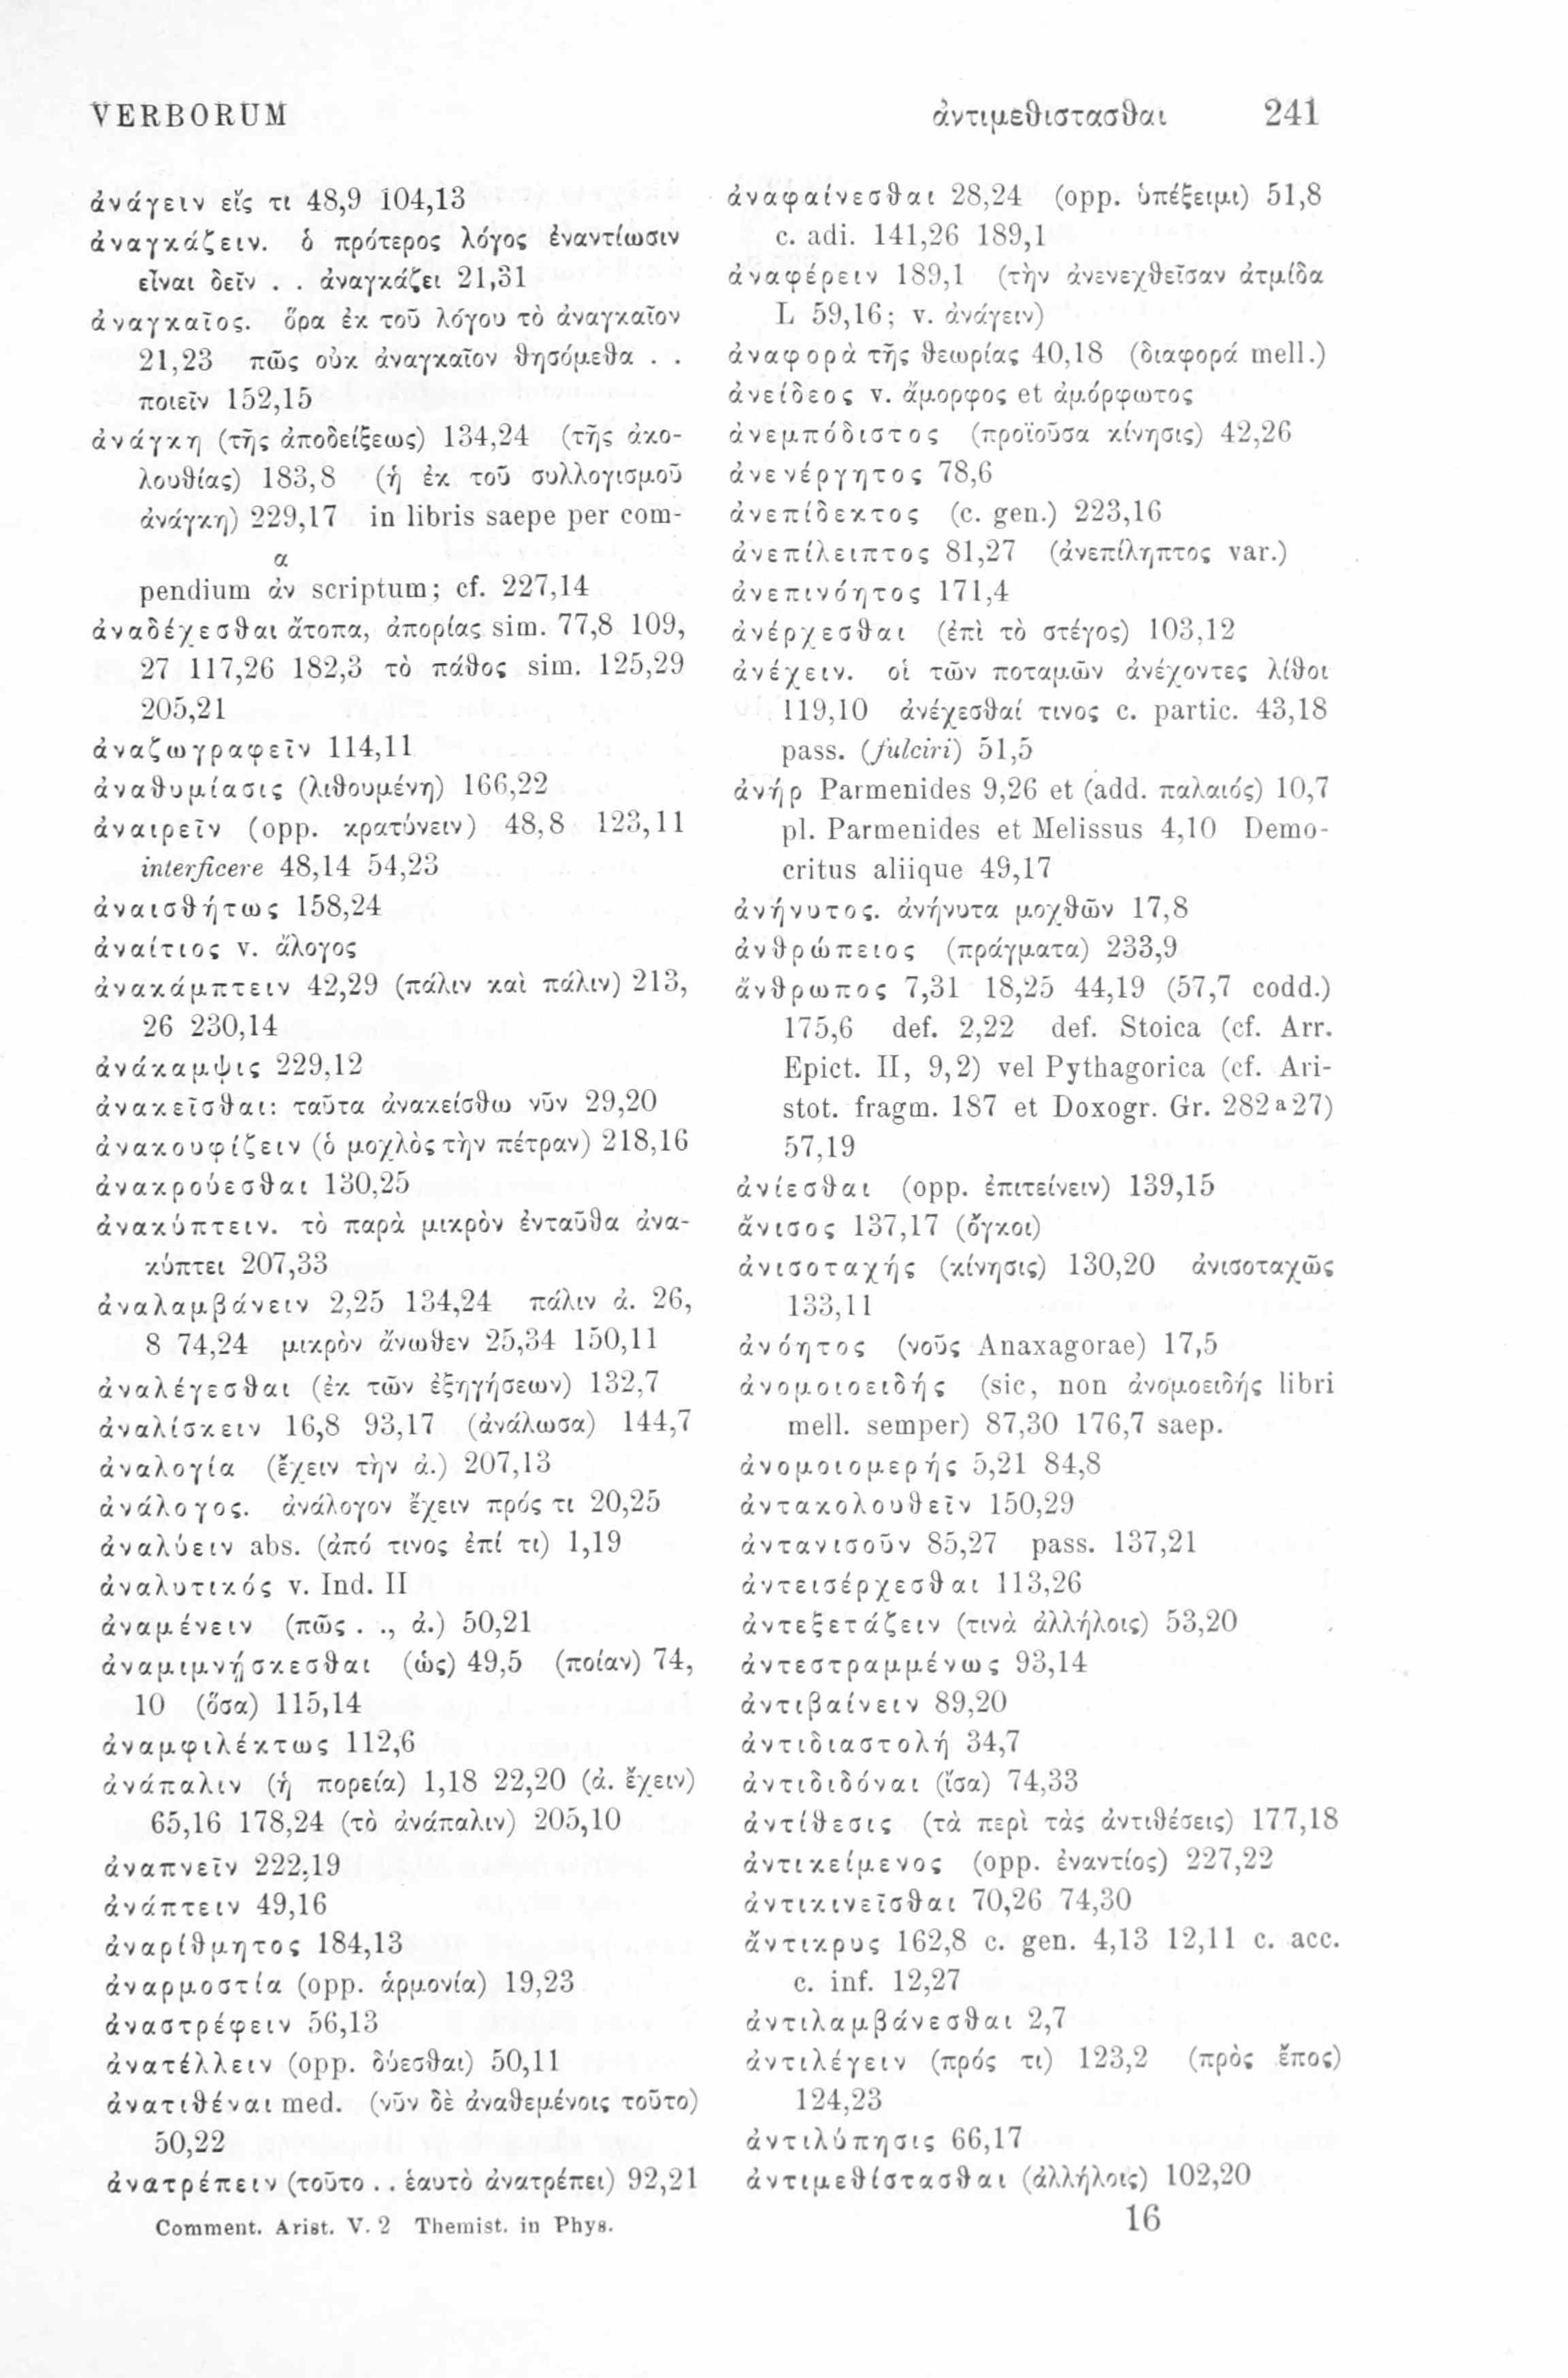 VERBORUM
ἀντιμεθιστασθαι 241
ἀνάγειν εἴς τι 48,9 104,13
ἀναγκάζειν. ὁ πρότερος λόγος ἐναντίωσιν
εἶναι δεῖν . . ἀναγκάζει 21,31
ἀναγκαῖος. ὅρα ἐκ τοῦ λόγου τὸ ἀναγκαῖον
21,23 πῶς οὐκ ἀναγκαῖον θησόμεθα . .
ποιεῖν 152,15
ἀνάγκη (τῆς ἀποδείξεως) 134,24 (τῆς ἀκο-
λουθίας) 183,8 (ἡ ἐκ τοῦ συλλογισμοῦ
ἀνάγκη) 229,17 in libris saepe per com-
α
pendium ἀν scriptum; cf. 227,14
ἀναδέχεσθαι ἄτοπα, ἀπορίας sim. 77,8 109,
27 117,26 182,3 τὸ πάθος sim. 125,29
205,21
ἀναζωγραφεῖν 114,11
ἀναθυμίασις (λιθουμένη) 166,22
ἀναιρεῖν (opp. κρατύνειν) 48,8 123,11
interficere 48,14 54,23
ἀναισθήτως 158,24
ἀναίτιος v. ἄλογος
ἀνακάμπτειν 42,29 (πάλιν καὶ πάλιν) 213,
26 230,14
ἀνάκαμψις 229,12
ἀνακεῖσθαι: ταῦτα ἀνακείσθω νῦν 29,20
ἀνακουφίζειν (ὁ μοχλὸς τὴν πέτραν) 218,16
ἀνακρούεσθαι 130,25
ἀνακύπτειν. τὸ παρὰ μικρὸν ἐνταῦθα ἀνα-
κύπτει 207,33
ἀναλαμβάνειν 2,25 134,24 πάλιν ἀ. 26,
8 74,24 μικρὸν ἄνωθεν 25,34 150,11
ἀναλέγεσθαι (ἐκ τῶν ἐξηγήσεων) 132,7
ἀναλίσκειν 16,8 93,17 (ἀνάλωσα) 144,7
ἀναλογία (ἔχειν τὴν ἀ.) 207,13
ἀνάλογος. ἀνάλογον ἔχειν πρός τι 20,25
ἀναλύειν abs. (ἀπό τινος ἐπί τι) 1,19
ἀναλυτικός v. Ind. II
ἀναμένειν (πῶς . ., ἀ.) 50,21
ἀναμιμνῄσκεσθαι (ὡς) 49,5 (ποίαν) 74,
10 (ὅσα) 115,14
ἀναμφιλέκτως 112,6
ἀνάπαλιν (ἡ πορεία) 1,18 22,20 (ἀ. ἔχειν)
65,16 178,24 (τὸ ἀνάπαλιν) 205,10
ἀναπνεῖν 222,19
ἀνάπτειν 49,16
ἀναρίθμητος 184,13
ἀναρμοστία (opp. ἁρμονία) 19,23
ἀναστρέφειν 56,13
ἀνατέλλειν (opp. δύεσθαι) 50,11
ἀνατιθέναι med. (νῦν δὲ ἀναθεμένοις τοῦτο)
50,22
ἀνατρέπειν (τοῦτο . . ἑαυτὸ ἀνατρέπει) 92,21
ἀναφαίνεσθαι 28,24 (opp. ὑπέξειμι) 51,8
c. adi. 141,26 189,1
ἀναφέρειν 189,1 (τὴν ἀνενεχθεῖσαν ἀτμίδα
L 59,16; v. ἀνάγειν)
ἀναφορὰ τῆς θεωρίας 40,18 (διαφορά mell.)
ἀνείδεος v. ἄμορφος et ἀμόρφωτος
ἀνεμπόδιστος (προϊοῦσα κίνησις) 42,26
ἀνενέργητος 78,6
ἀνεπίδεκτος (c. gen.) 223,16
ἀνεπίλειπτος 81,27 (ἀνεπίληπτος var.)
ἀνεπινόητος 171,4
ἀνέρχεσθαι (ἐπὶ τὸ στέγος) 103,12
ἀνέχειν. οἱ τῶν ποταμῶν ἀνέχοντες λίθοι
119,10 ἀνέχεσθαί τινος c. partic. 43,18
pass. (fulciri) 51,5
ἀνήρ Parmenides 9,26 et (add. παλαιός) 10,7
pl. Parmenides et Melissus 4,10 Demo-
critus aliique 49,17
ἀνήνυτος. ἀνήνυτα μοχθῶν 17,8
ἀνθρώπειος (πράγματα) 233,9
ἄνθρωπος 7,31 18,25 44,19 (57,7 codd.)
175,6 def. 2,22 def. Stoica (cf. Arr.
Epict. II, 9,2) vel Pythagorica (cf. Ari-
stot. fragm. 187 et Doxogr. Gr. 282 a 27)
57,19
ἀνίεσθαι (opp. ἐπιτείνειν) 139,15
ἄνισος 137,17 (ὄγκοι)
ἀνισοταχής (κίνησις) 130,20 ἀνισοταχῶς
133,11
ἀνόητος (νοῦς Anaxagorae) 17,5
ἀνομοιοειδής (sic, non ἀνομοειδής libri
mell. semper) 87,30 176,7 saep.
ἀνομοιομερής 5,21 84,8
ἀντακολουθεῖν 150,29
ἀντανισοῦν 85,27 pass. 137,21
ἀντεισέρχεσθαι 113,26
ἀντεξετάζειν (τινὰ ἀλλήλοις) 53,20
ἀντεστραμμένως 93,14
ἀντιβαίνειν 89,20
ἀντιδιαστολή 34,7
ἀντιδιδόναι (ἴσα) 74,33
ἀντίθεσις (τὰ περὶ τὰς ἀντιθέσεις) 177,18
ἀντικείμενος (opp. ἐναντίος) 227,22
ἀντικινεῖσθαι 70,26 74,30
ἄντικρυς 162,8 c. gen. 4,13 12,11 c. acc.
c. inf. 12,27
ἀντιλαμβάνεσθαι 2,7
ἀντιλέγειν (πρός τι) 123,2 (πρὸς ἔπος)
124,23
ἀντιλύπησις 66,17
ἀντιμεθίστασθαι (ἀλλήλοις) 102,20
Comment. Arist. V. 2 Themist. in Phys.
16